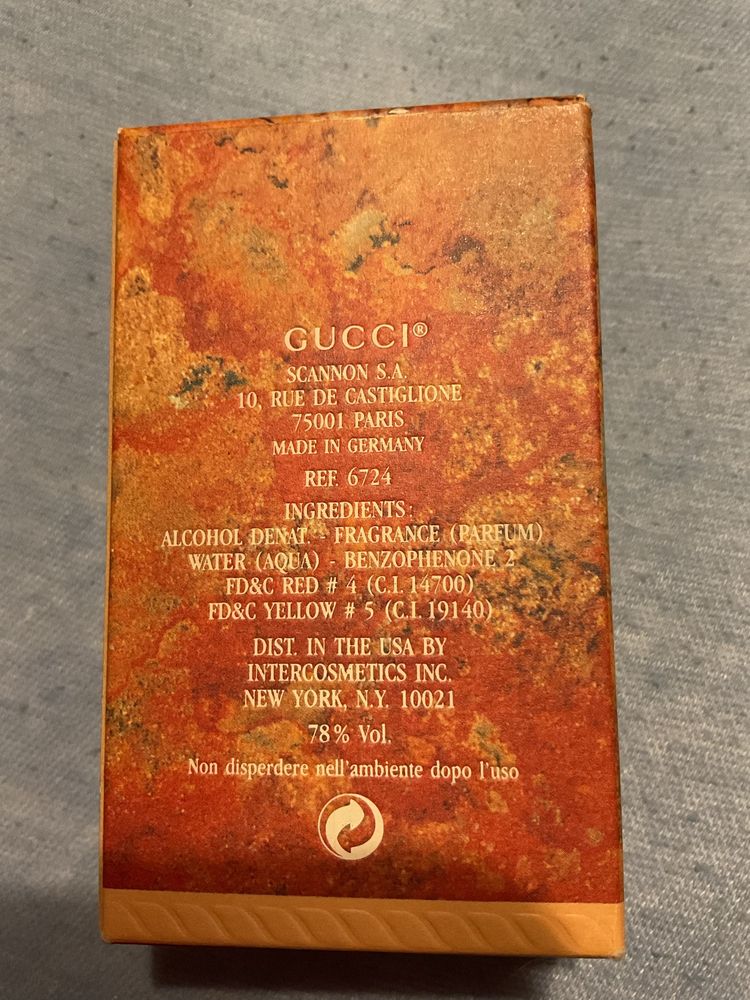 GUCCI®
SCANNON S.A.
10, RUE DE CASTIGLIONE
75001 PARIS
MADE IN GERMANY
REF. 6724
INGREDIENTS:
ALCOHOL DENAT. - FRAGRANCE (PARFUM)
WATER (AQUA) - BENZOPHENONE 2
FD&C RED # 4 (C.I. 14700)
FD&C YELLOW # 5 (C.I. 19140)
DIST. IN THE USA BY
INTERCOSMETICS INC.
NEW YORK, N.Y. 10021
78% Vol.
Non disperdere nell'ambiente dopo l'uso